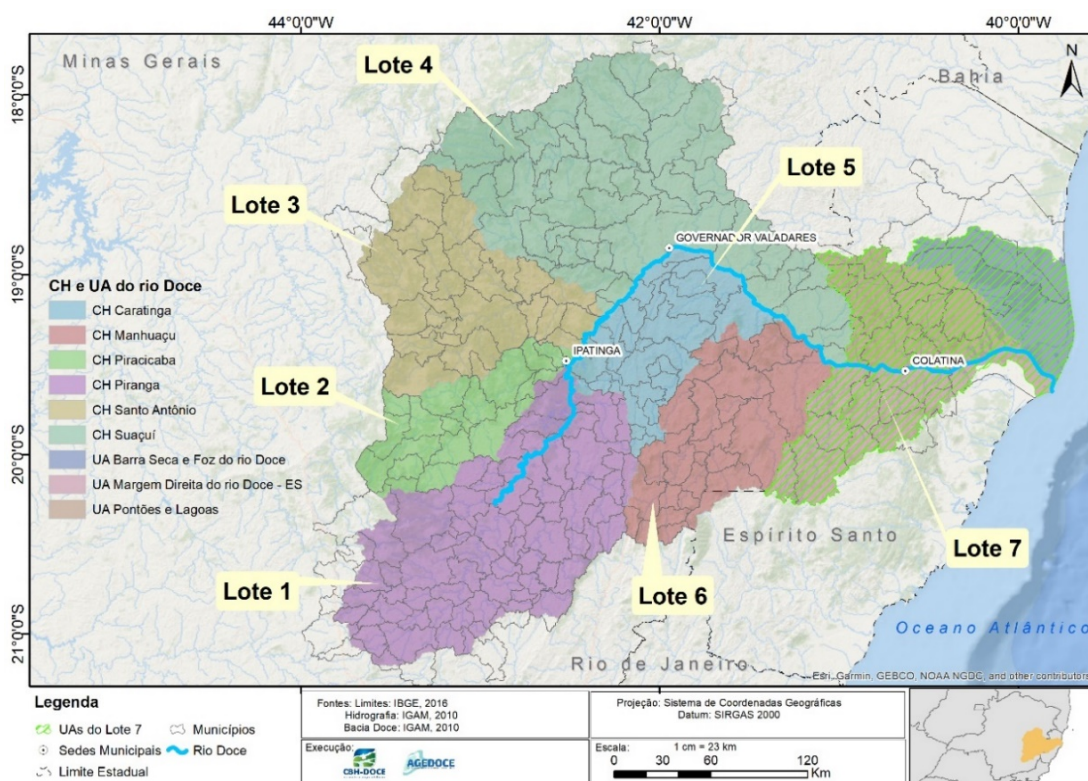 44°0'0"W
42°0'0"W
40°0'0"W
Minas Gerais
Bahia
N
18°0'0"S
19°0'0"S
20°0'0"S
21°0'0"S
Lote 4
Lote 5
Lote 3
GOVERNADOR VALADARES
CH e UA do rio Doce
CH Caratinga
CH Manhuaçu
CH Piracicaba
CH Piranga
CH Santo Antônio
CH Suaçuí
UA Barra Seca e Foz do rio Doce
UA Margem Direita do rio Doce - ES
UA Pontões e Lagoas
IPATINGA
COLATINA
Lote 2
Espírito Santo
Lote 7
Lote 1
Lote 6
Oceano Atlântico
Rio de Janeiro
Esri, Garmin, GEBCO, NOAA NGDC, and other contributors
Legenda
UAs do Lote 7
Municípios
Sedes Municipais
Rio Doce
Limite Estadual
Fontes: Limites: IBGE, 2016
Hidrografia: IGAM, 2010
Bacia Doce: IGAM, 2010
Execução:
CBH-DOCE
AGEDOCE
Projeção: Sistema de Coordenadas Geográficas
Datum: SIRGAS 2000
Escala:
1 cm = 23 km
0 30 60 120
Km